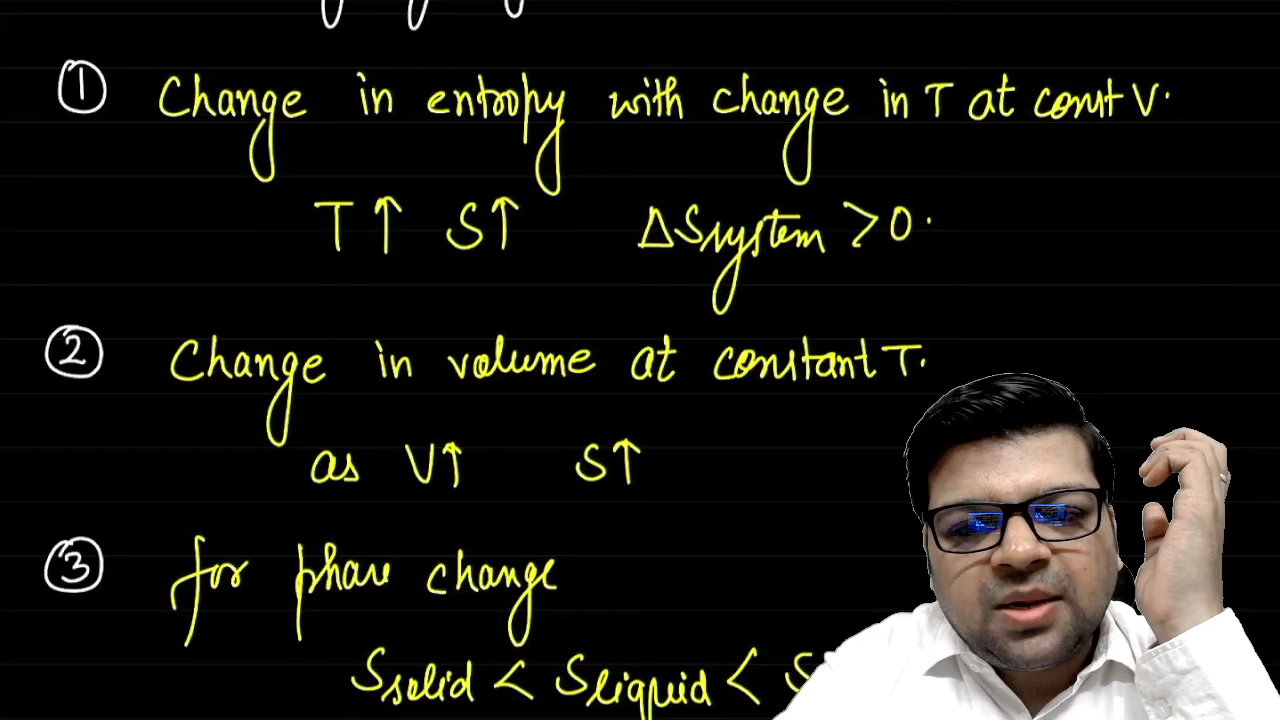 ① Change in entropy with change in T at const V.
T↑ S↑ ΔSsystem > 0.
② Change in volume at constant T.
as V↑ S↑
③ for phase change
Ssolid < Sliquid < S